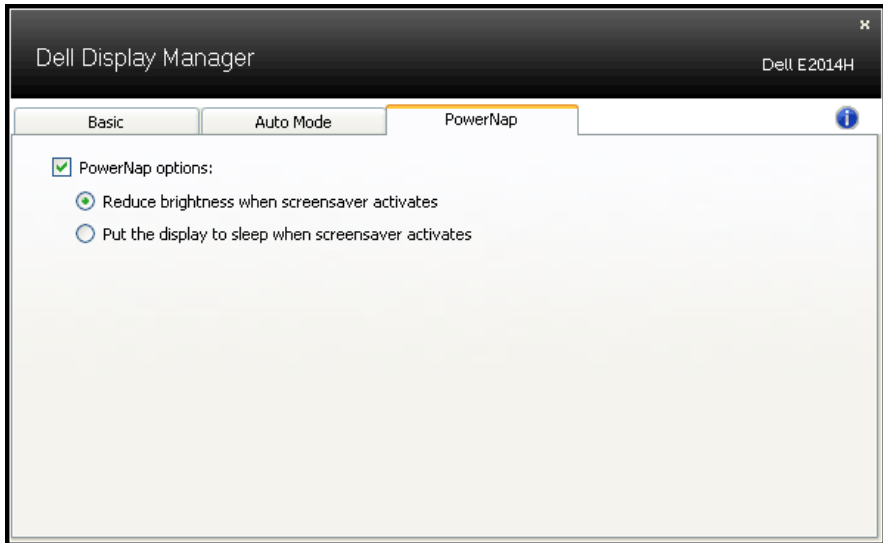 Dell Display Manager
Dell E2014H
Basic
Auto Mode
PowerNap
PowerNap options:
Reduce brightness when screensaver activates
Put the display to sleep when screensaver activates